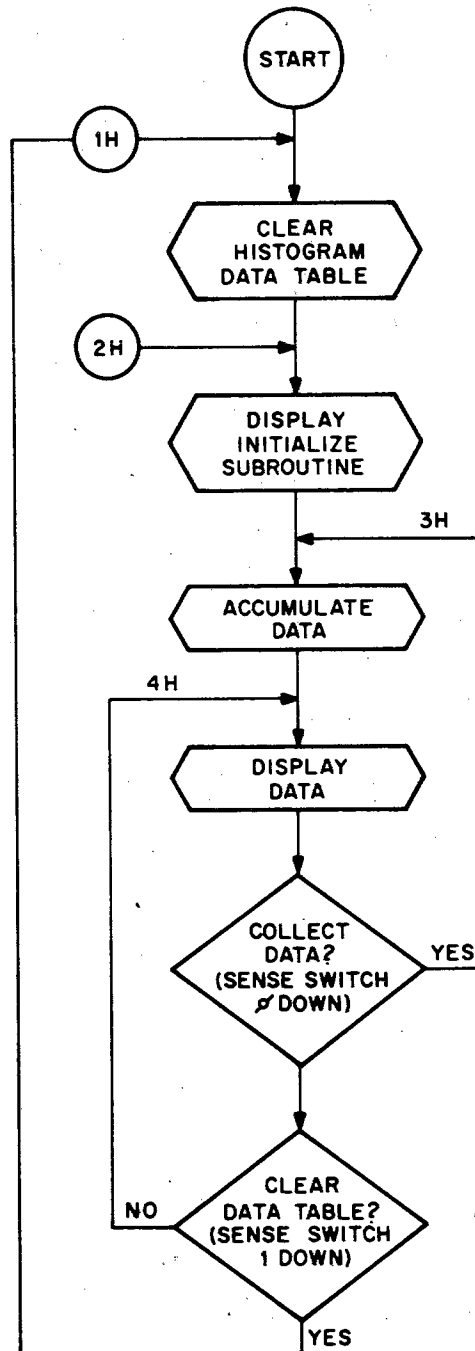 START
1H
CLEAR
HISTOGRAM
DATA TABLE
2H
DISPLAY
INITIALIZE
SUBROUTINE
3H
ACCUMULATE
DATA
4H
DISPLAY
DATA
COLLECT
DATA?
(SENSE SWITCH
∅ DOWN)
YES
CLEAR
DATA TABLE?
(SENSE SWITCH
1 DOWN)
NO
YES